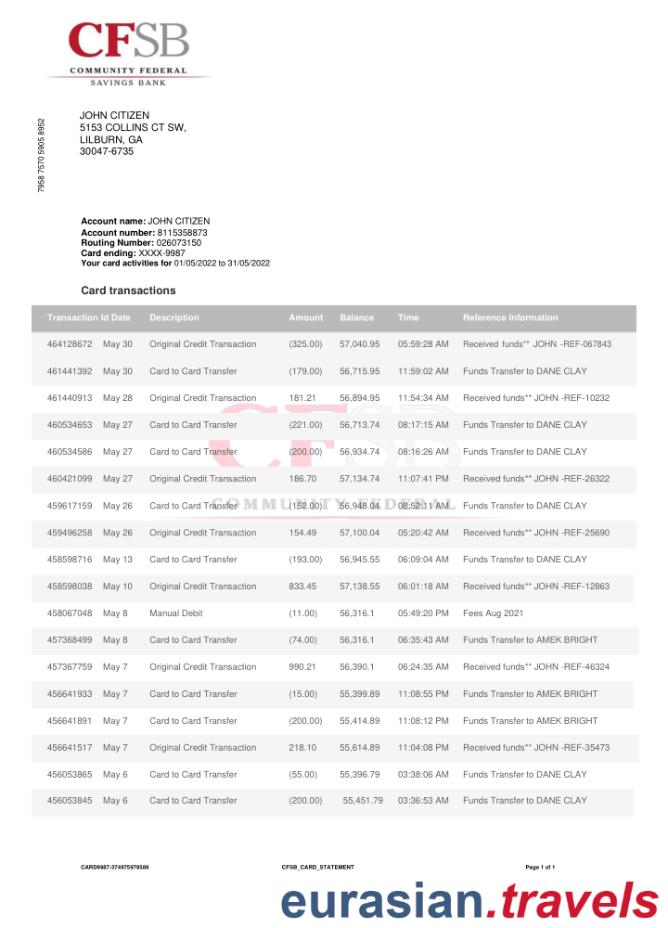 CFSB
COMMUNITY FEDERAL
SAVINGS BANK
7958 7570 5905 8952
JOHN CITIZEN
5153 COLLINS CT SW,
LILBURN, GA
30047-6735
Account name: JOHN CITIZEN
Account number: 8115358873
Routing Number: 026073150
Card ending: XXXX-9987
Your card activities for 01/05/2022 to 31/05/2022
Card transactions
Transaction Id Date Description Amount Balance Time Reference Information
464128672 May 30 Original Credit Transaction (325.00) 57,040.95 05:59:28 AM Received funds** JOHN -REF-067843
461441392 May 30 Card to Card Transfer (179.00) 56,715.95 11:59:02 AM Funds Transfer to DANE CLAY
461440913 May 28 Original Credit Transaction 181.21 56,894.95 11:54:34 AM Received funds** JOHN -REF-10232
460534653 May 27 Card to Card Transfer (221.00) 56,713.74 08:17:15 AM Funds Transfer to DANE CLAY
460534586 May 27 Card to Card Transfer (200.00) 56,934.74 08:16:26 AM Funds Transfer to DANE CLAY
460421099 May 27 Original Credit Transaction 186.70 57,134.74 11:07:41 PM Received funds** JOHN -REF-26322
459617159 May 26 Card to Card Transfer (152.00) 56,948.04 08:52:11 AM Funds Transfer to DANE CLAY
459496258 May 26 Original Credit Transaction 154.49 57,100.04 05:20:42 AM Received funds** JOHN -REF-25690
458598716 May 13 Card to Card Transfer (193.00) 56,945.55 06:09:04 AM Funds Transfer to DANE CLAY
458598038 May 10 Original Credit Transaction 833.45 57,138.55 06:01:18 AM Received funds** JOHN -REF-12863
458067048 May 8 Manual Debit (11.00) 56,316.1 05:49:20 PM Fees Aug 2021
457368499 May 8 Card to Card Transfer (74.00) 56,316.1 06:35:43 AM Funds Transfer to AMEK BRIGHT
457367759 May 7 Original Credit Transaction 990.21 56,390.1 06:24:35 AM Received funds** JOHN -REF-46324
456641933 May 7 Card to Card Transfer (15.00) 55,399.89 11:08:55 PM Funds Transfer to AMEK BRIGHT
456641891 May 7 Card to Card Transfer (200.00) 55,414.89 11:08:12 PM Funds Transfer to AMEK BRIGHT
456641517 May 7 Original Credit Transaction 218.10 55,614.89 11:04:08 PM Received funds** JOHN -REF-35473
456053865 May 6 Card to Card Transfer (55.00) 55,396.79 03:38:06 AM Funds Transfer to DANE CLAY
456053845 May 6 Card to Card Transfer (200.00) 55,451.79 03:36:53 AM Funds Transfer to DANE CLAY
CFSB
COMMUNITY FEDERAL
CARD9987-374675978589 CFSB_CARD_STATEMENT Page 1 of 1
eurasian.travels